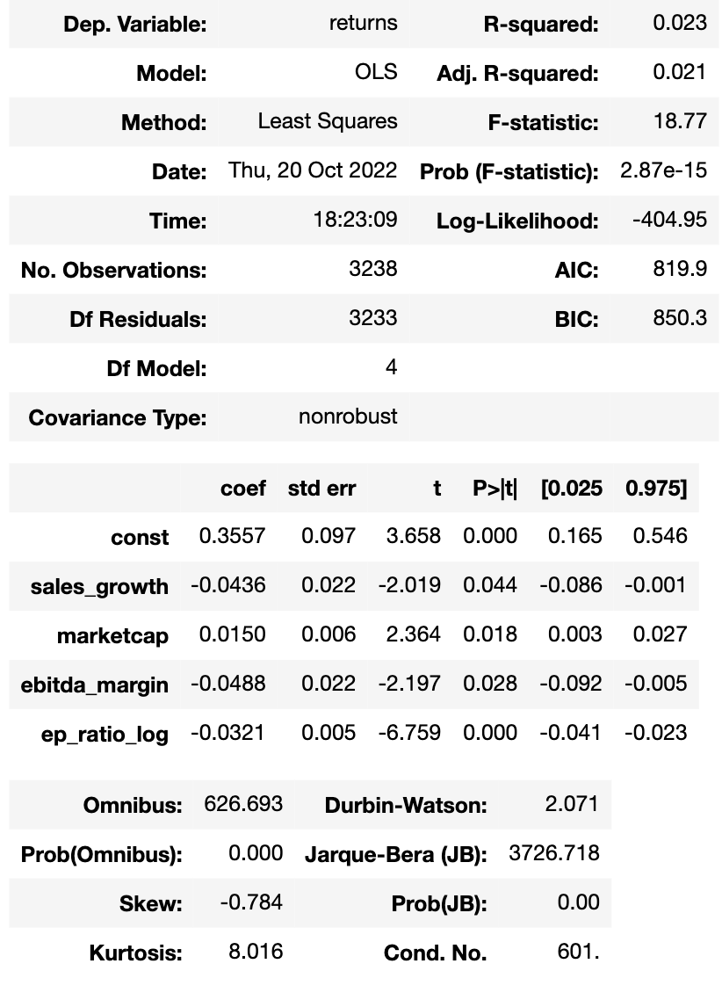 Dep. Variable: returns R-squared: 0.023
Model: OLS Adj. R-squared: 0.021
Method: Least Squares F-statistic: 18.77
Date: Thu, 20 Oct 2022 Prob (F-statistic): 2.87e-15
Time: 18:23:09 Log-Likelihood: -404.95
No. Observations: 3238 AIC: 819.9
Df Residuals: 3233 BIC: 850.3
Df Model: 4
Covariance Type: nonrobust
coef std err t P>|t| [0.025 0.975]
const 0.3557 0.097 3.658 0.000 0.165 0.546
sales_growth -0.0436 0.022 -2.019 0.044 -0.086 -0.001
marketcap 0.0150 0.006 2.364 0.018 0.003 0.027
ebitda_margin -0.0488 0.022 -2.197 0.028 -0.092 -0.005
ep_ratio_log -0.0321 0.005 -6.759 0.000 -0.041 -0.023
Omnibus: 626.693 Durbin-Watson: 2.071
Prob(Omnibus): 0.000 Jarque-Bera (JB): 3726.718
Skew: -0.784 Prob(JB): 0.00
Kurtosis: 8.016 Cond. No. 601.